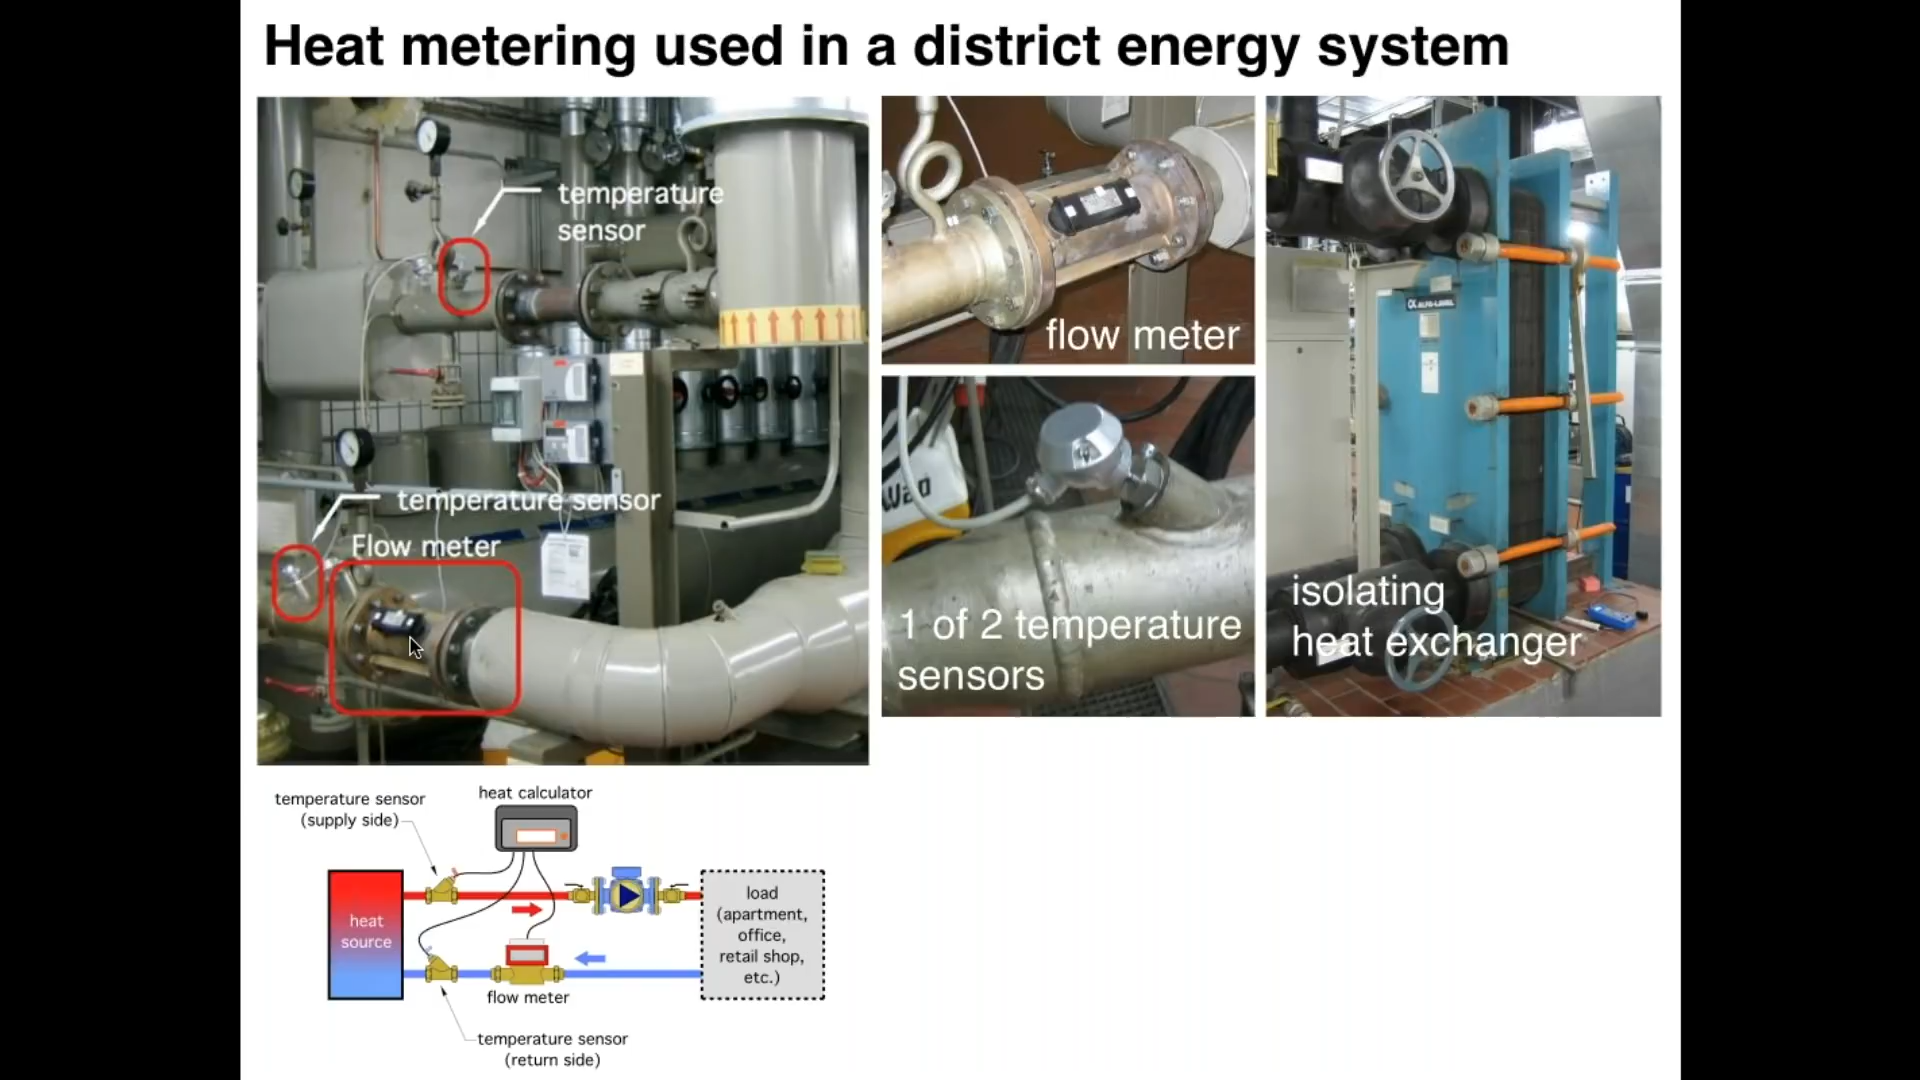 Heat metering used in a district energy system
temperature
sensor
temperature sensor
Flow meter
flow meter
1 of 2 temperature
sensors
ALFA-LAVAL
isolating
heat exchanger
temperature sensor
(supply side)
heat calculator
heat
source
load
(apartment,
office,
retail shop,
etc.)
flow meter
temperature sensor
(return side)